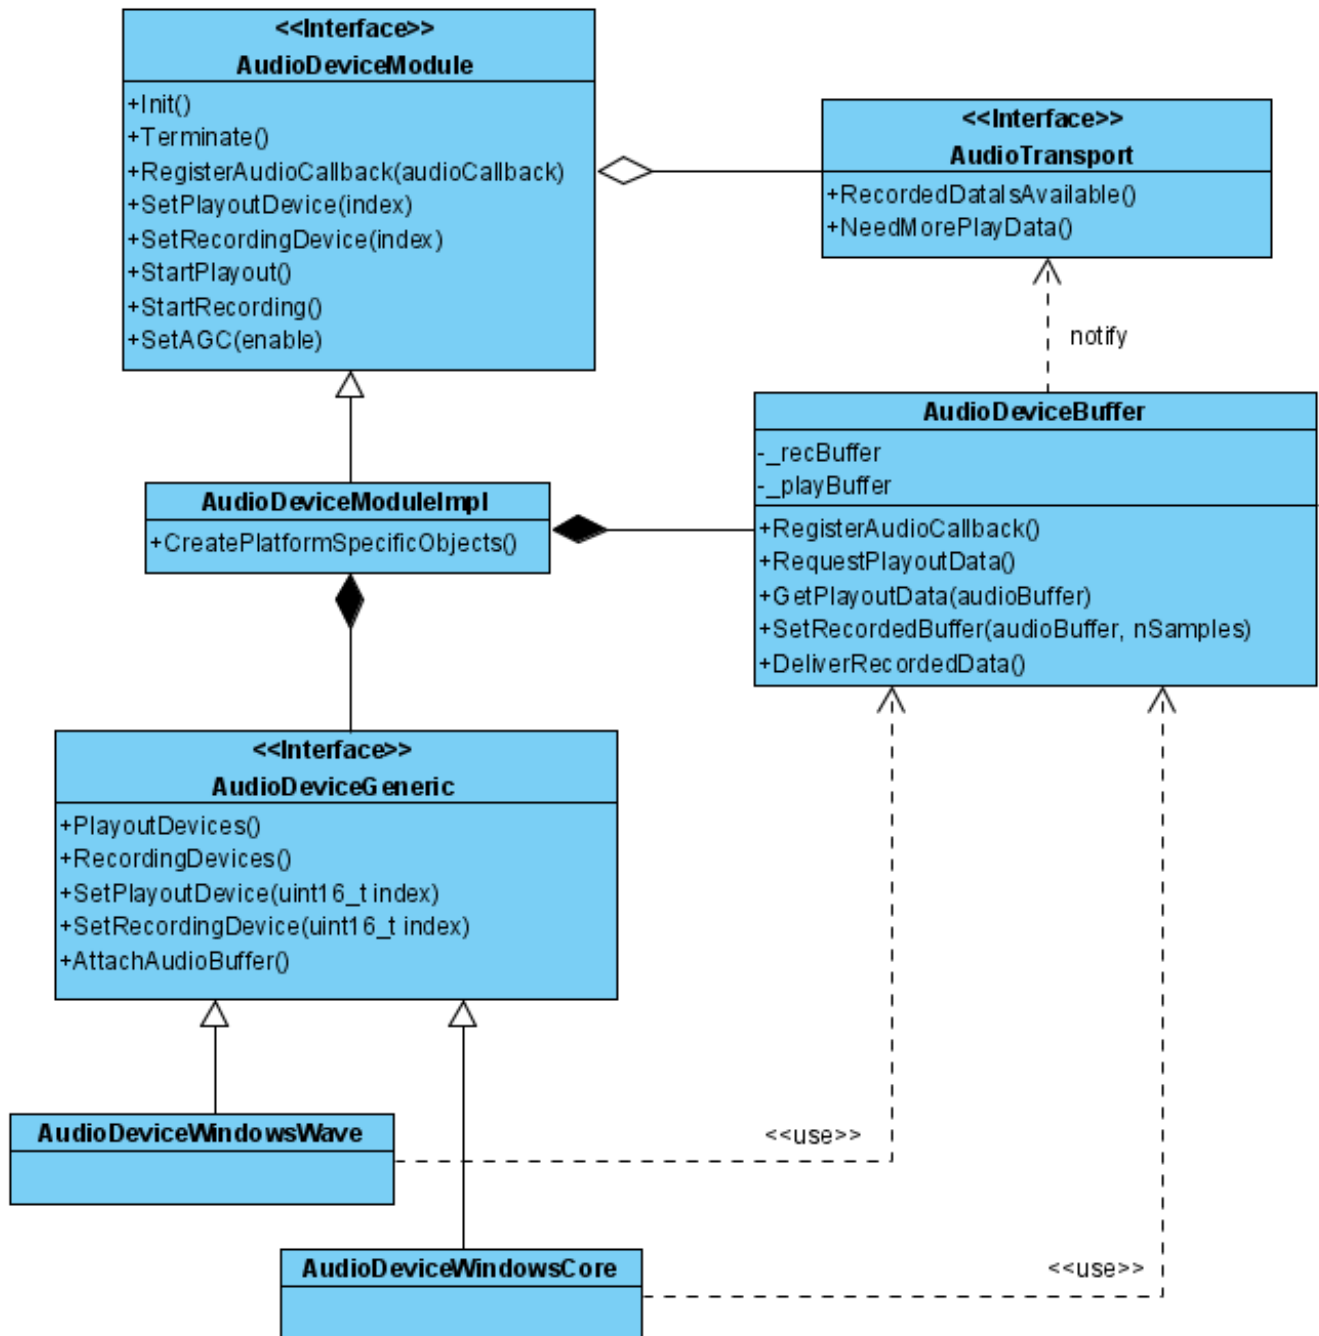 <<Interface>>
AudioDeviceModule
+Init()
+Terminate()
+RegisterAudioCallback(audioCallback)
+SetPlayoutDevice(index)
+SetRecordingDevice(index)
+StartPlayout()
+StartRecording()
+SetAGC(enable)
<<Interface>>
AudioTransport
+RecordedDataIsAvailable()
+NeedMorePlayData()
notify
AudioDeviceBuffer
-_recBuffer
-_playBuffer
+RegisterAudioCallback()
+RequestPlayoutData()
+GetPlayoutData(audioBuffer)
+SetRecordedBuffer(audioBuffer, nSamples)
+DeliverRecordedData()
AudioDeviceModuleImpl
+CreatePlatformSpecificObjects()
<<Interface>>
AudioDeviceGeneric
+PlayoutDevices()
+RecordingDevices()
+SetPlayoutDevice(uint16_t index)
+SetRecordingDevice(uint16_t index)
+AttachAudioBuffer()
AudioDeviceWindowsWave
<<use>>
AudioDeviceWindowsCore
<<use>>